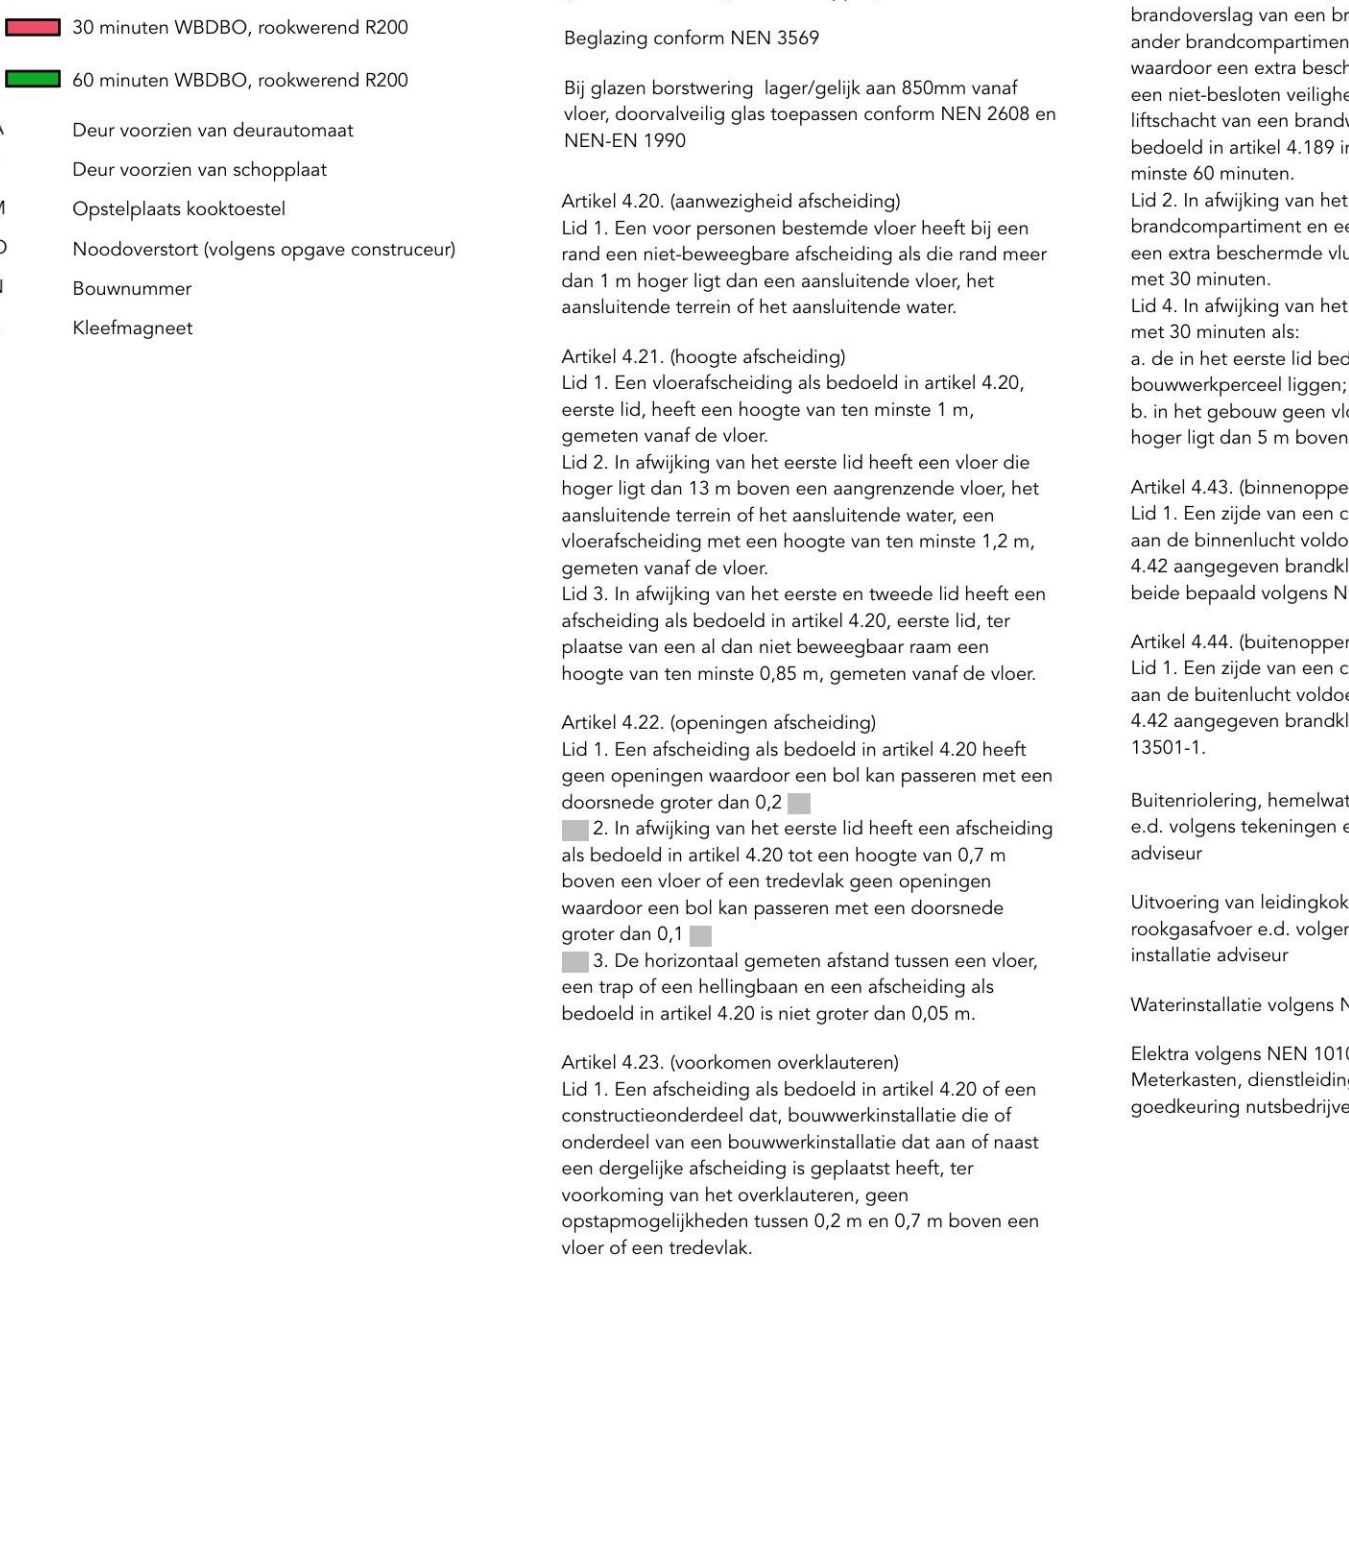 30 minuten WBDBO, rookwerend R200
60 minuten WBDBO, rookwerend R200
Deur voorzien van deurautomaat
Deur voorzien van schopplaat
Opstelplaats kooktoestel
Noodoverstort (volgens opgave construceur)
Bouwnummer
Kleefmagneet
Beglazing conform NEN 3569
Bij glazen borstwering lager/gelijk aan 850mm vanaf
vloer, doorvalveilig glas toepassen conform NEN 2608 en
NEN-EN 1990
Artikel 4.20. (aanwezigheid afscheiding)
Lid 1. Een voor personen bestemde vloer heeft bij een
rand een niet-beweegbare afscheiding als die rand meer
dan 1 m hoger ligt dan een aansluitende vloer, het
aansluitende terrein of het aansluitende water.
Artikel 4.21. (hoogte afscheiding)
Lid 1. Een vloerafscheiding als bedoeld in artikel 4.20,
eerste lid, heeft een hoogte van ten minste 1 m,
gemeten vanaf de vloer.
Lid 2. In afwijking van het eerste lid heeft een vloer die
hoger ligt dan 13 m boven een aangrenzende vloer, het
aansluitende terrein of het aansluitende water, een
vloerafscheiding met een hoogte van ten minste 1,2 m,
gemeten vanaf de vloer.
Lid 3. In afwijking van het eerste en tweede lid heeft een
afscheiding als bedoeld in artikel 4.20, eerste lid, ter
plaatse van een al dan niet beweegbaar raam een
hoogte van ten minste 0,85 m, gemeten vanaf de vloer.
Artikel 4.22. (openingen afscheiding)
Lid 1. Een afscheiding als bedoeld in artikel 4.20 heeft
geen openingen waardoor een bol kan passeren met een
doorsnede groter dan 0,2
2. In afwijking van het eerste lid heeft een afscheiding
als bedoeld in artikel 4.20 tot een hoogte van 0,7 m
boven een vloer of een tredevlak geen openingen
waardoor een bol kan passeren met een doorsnede
groter dan 0,1
3. De horizontaal gemeten afstand tussen een vloer,
een trap of een hellingbaan en een afscheiding als
bedoeld in artikel 4.20 is niet groter dan 0,05 m.
Artikel 4.23. (voorkomen overklauteren)
Lid 1. Een afscheiding als bedoeld in artikel 4.20 of een
constructieonderdeel dat, bouwwerkinstallatie die of
onderdeel van een bouwwerkinstallatie dat aan of naast
een dergelijke afscheiding is geplaatst heeft, ter
voorkoming van het overklauteren, geen
opstapmogelijkheden tussen 0,2 m en 0,7 m boven een
vloer of een tredevlak.
brandoverslag van een
ander
waardoor een extra
een niet-besloten
liftschacht van een
bedoeld in artikel 4.189
minste 60 minuten.
Lid 2. In afwijking van het
brandcompartiment en
een extra beschermde
met 30 minuten.
Lid 4. In afwijking van het
met 30 minuten als:
a. de in het eerste lid
bouwwerkperceel liggen;
b. in het gebouw geen
hoger ligt dan 5 m boven
Artikel 4.43.
Lid 1. Een zijde van een
aan de binnenlucht
4.42 aangegeven
beide bepaald volgens
Artikel 4.44.
Lid 1. Een zijde van een
aan de buitenlucht
4.42 aangegeven
13501-1.
Buitenriolering,
e.d. volgens tekeningen
adviseur
Uitvoering van
rookgasafvoer e.d.
installatie adviseur
Waterinstallatie volgens
Elektra volgens NEN 1010
Meterkasten,
goedkeuring